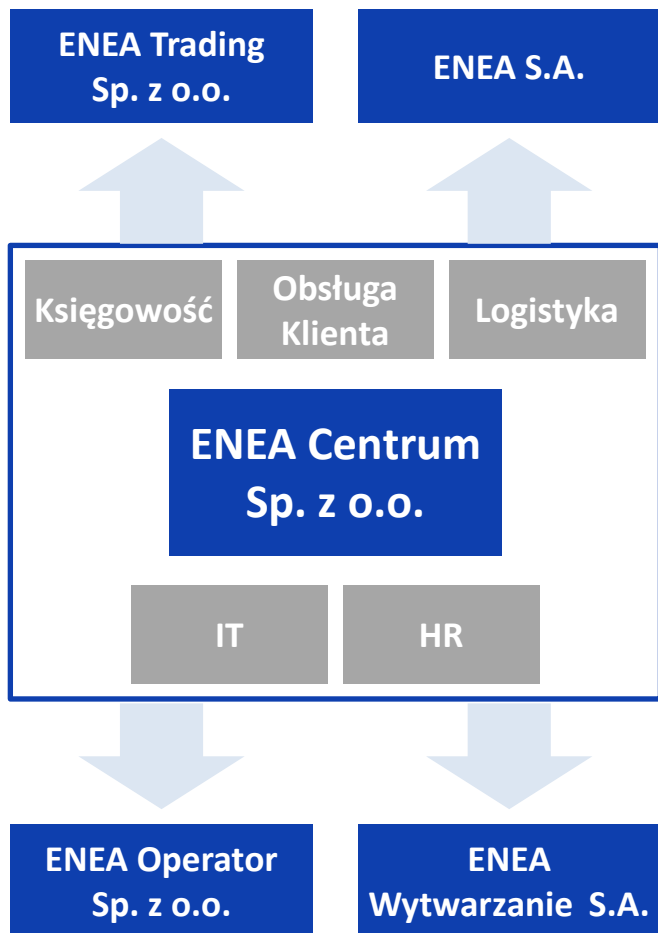 ENEA Trading
Sp. z o.o.
ENEA S.A.
Księgowość
Obsługa
Klienta
Logistyka
ENEA Centrum
Sp. z o.o.
IT
HR
ENEA Operator
Sp. z o.o.
ENEA
Wytwarzanie S.A.